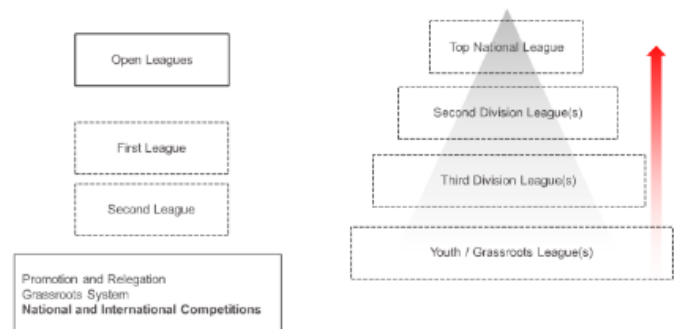 Open Leagues
First League
Second League
Promotion and Relegation
Grassroots System
National and International Competitions
Top National League
Second Division League(s)
Third Division League(s)
Youth / Grassroots League(s)